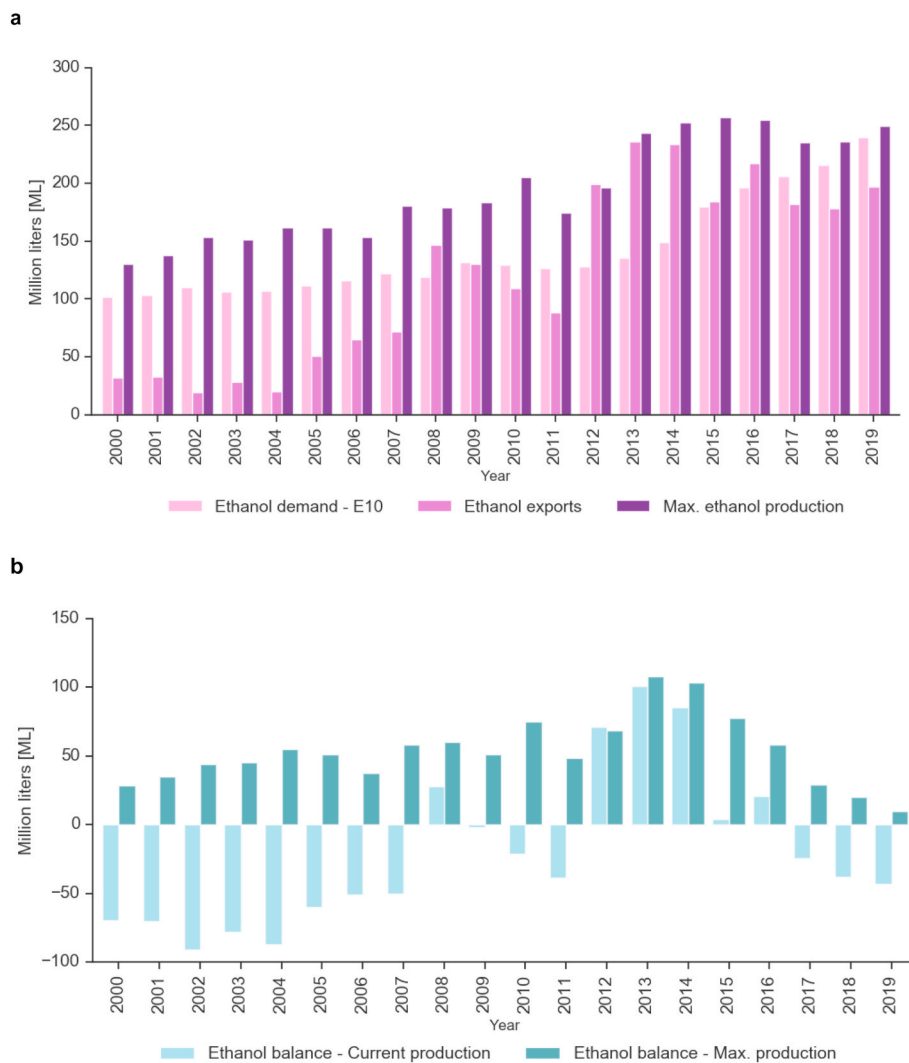 a
300
250
200
150
100
50
0
Million liters [ML]
2000 2001 2002 2003 2004 2005 2006 2007 2008 2009 2010 2011 2012 2013 2014 2015 2016 2017 2018 2019
Year
Ethanol demand - E10 Ethanol exports Max. ethanol production
b
150
100
50
0
−50
−100
Million liters [ML]
2000 2001 2002 2003 2004 2005 2006 2007 2008 2009 2010 2011 2012 2013 2014 2015 2016 2017 2018 2019
Year
Ethanol balance - Current production Ethanol balance - Max. production